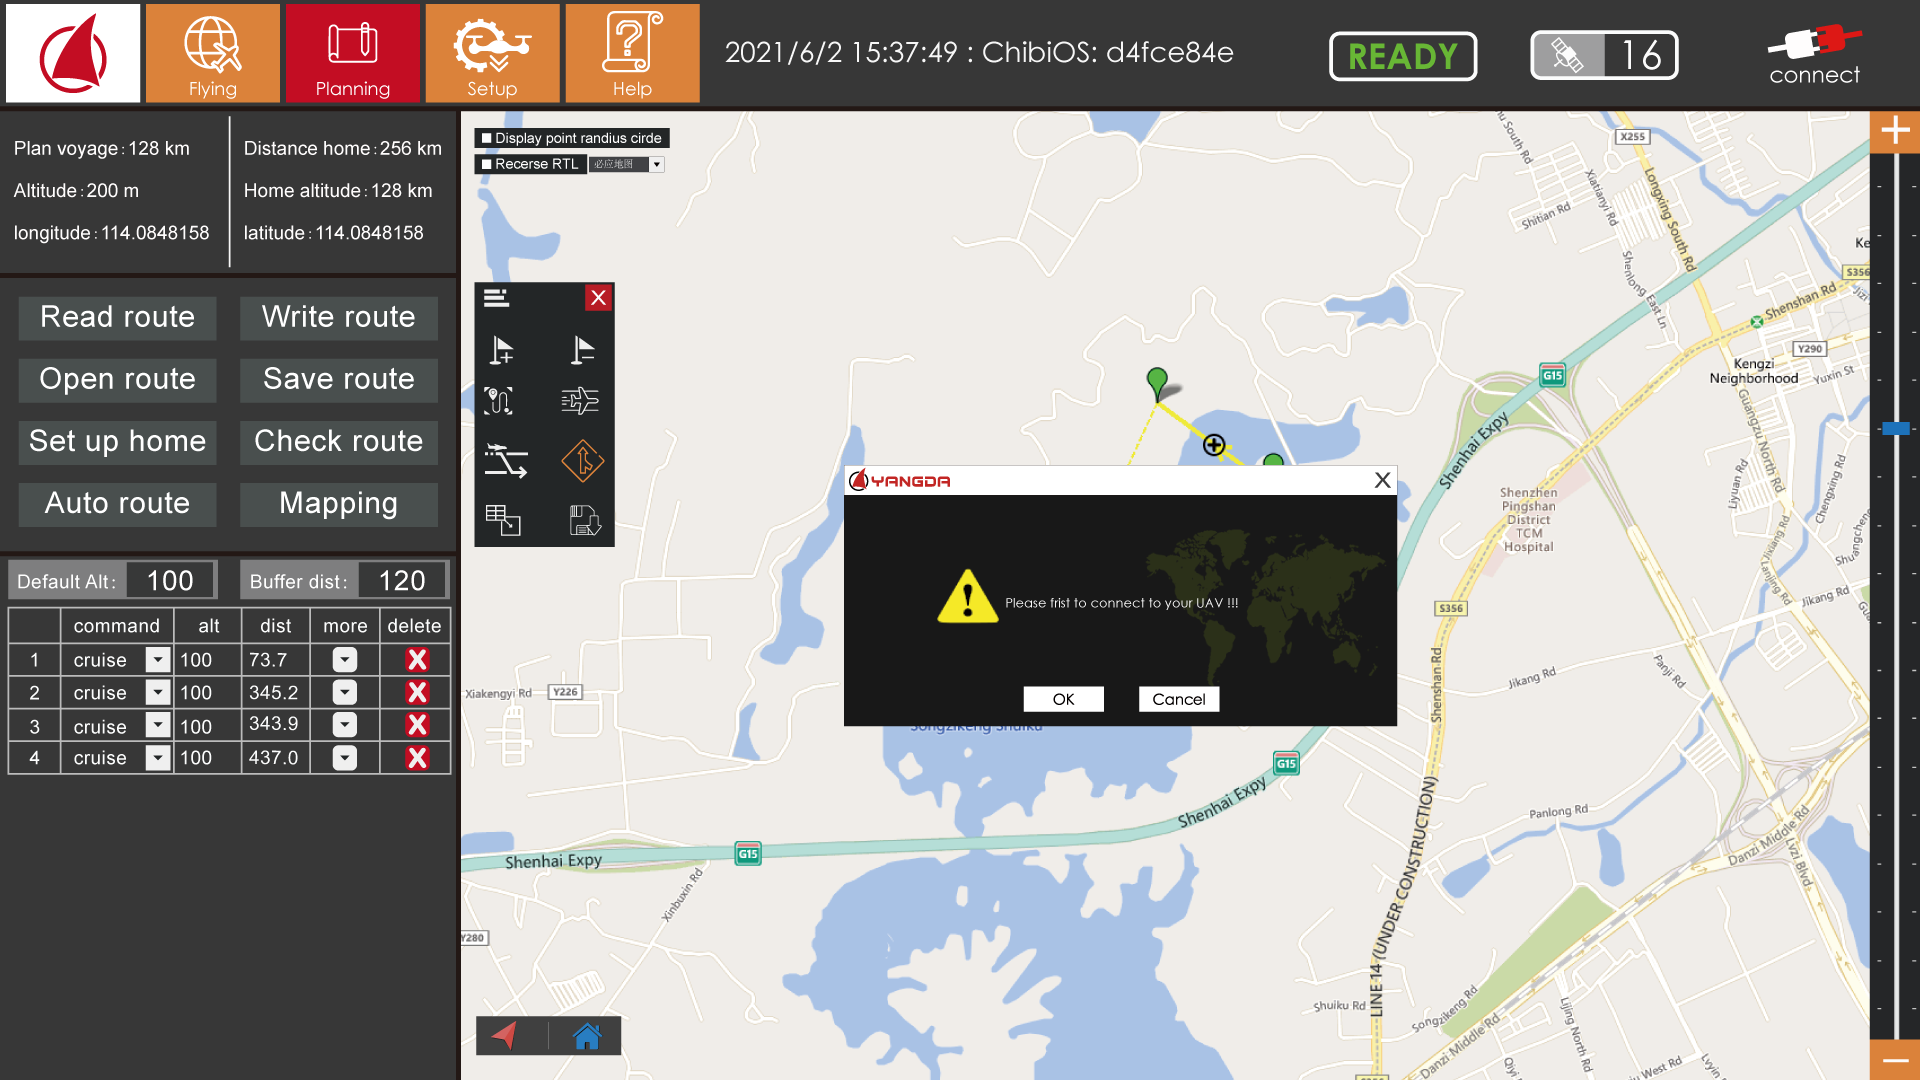 Flying
Planning
Setup
Help
2021/6/2 15:37:49 : ChibiOS: d4fce84e
READY
16
connect
Plan voyage:128 km
Distance home:256 km
Altitude:200 m
Home altitude:128 km
longitude:114.0848158
latitude:114.0848158
Read route
Write route
Open route
Save route
Set up home
Check route
Auto route
Mapping
Default Alt:
100
Buffer dist:
120
command alt dist more delete
1 cruise 100 73.7 X
2 cruise 100 345.2 X
3 cruise 100 343.9 X
4 cruise 100 437.0 X
Display point randius cirde
Recerse RTL
必应地图
X
YANGDA
X
Please frist to connect to your UAV !!!
OK
Cancel
X255
Xiatianyi Rd
Shitian Rd
Longxing South Rd
Shenlong East Ln
Ke
S356
Shenshan Rd
Y290
Kengzi
Neighborhood
Yuxin St
Guangzu North Rd
G15
Shenhai Expy
Liyuan Rd
Chengxing Rd
Jixiang Rd
Lanjing Rd
Jikang Rd
Shenzhen
Pingshan
District
TCM
Hospital
S356
Shenshan Rd
Jikang Rd
Panji Rd
Xiakengyi Rd
Y226
Songzikeng Shuiku
G15
Shenhai Expy
Panlong Rd
Danzi Middle Rd
Lvzi Blvd
G15
Shenhai Expy
Xinbuxin Rd
Y280
LINE 14 (UNDER CONSTRUCTION)
Shuiku Rd
Songzikeng Rd
Danzi Middle Rd
Lijing North Rd
West Rd